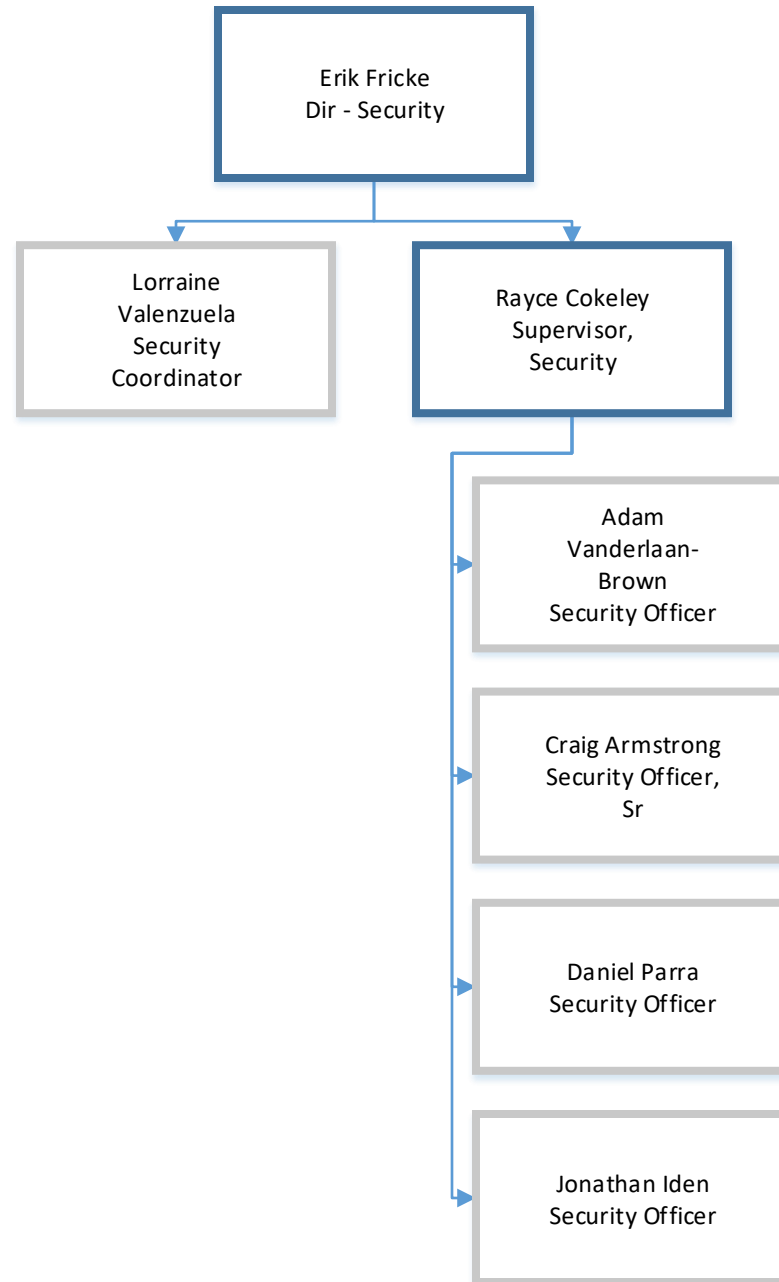 Erik Fricke
Dir - Security
Lorraine
Valenzuela
Security
Coordinator
Rayce Cokeley
Supervisor,
Security
Adam
Vanderlaan-
Brown
Security Officer
Craig Armstrong
Security Officer,
Sr
Daniel Parra
Security Officer
Jonathan Iden
Security Officer